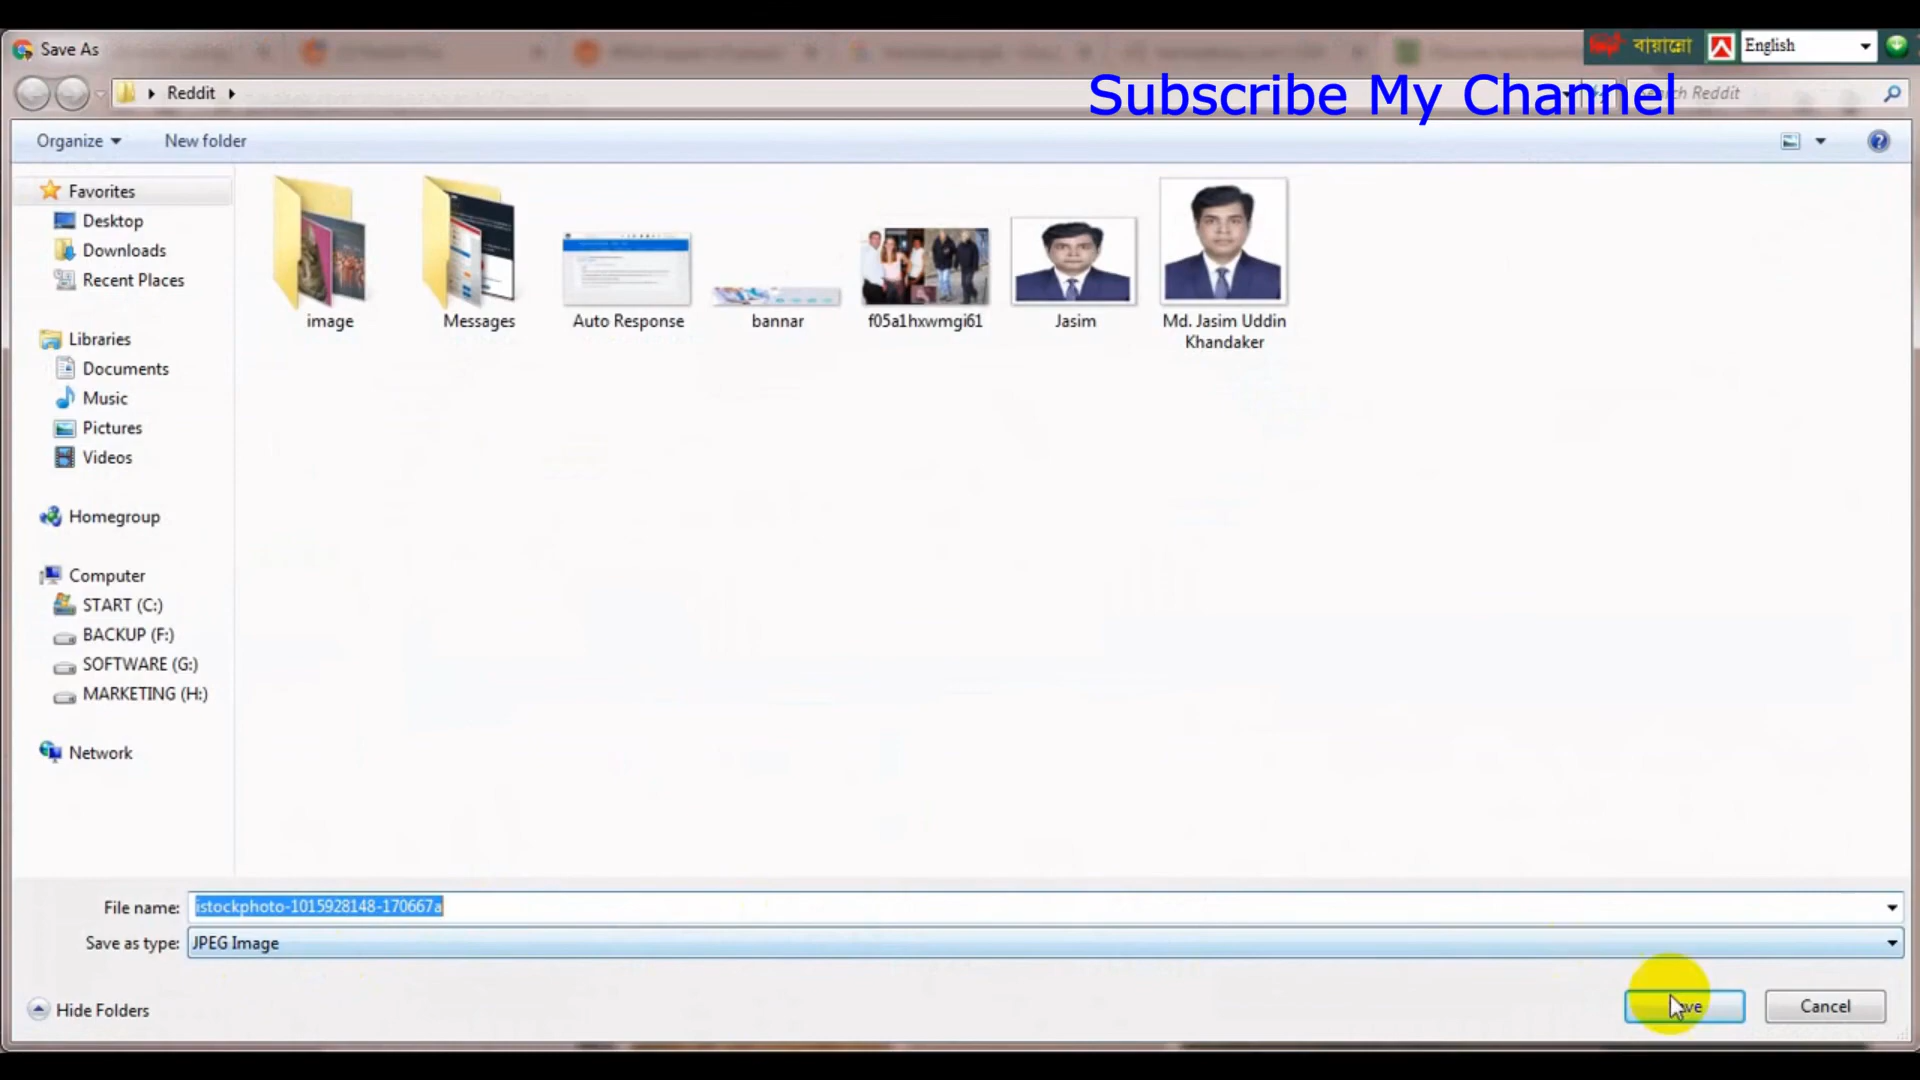 Save As
বায়ান্নো
English
Reddit
Subscribe My Channel
ch Reddit
Organize
New folder
Favorites
Desktop
Downloads
Recent Places
Libraries
Documents
Music
Pictures
Videos
Homegroup
Computer
START (C:)
BACKUP (F:)
SOFTWARE (G:)
MARKETING (H:)
Network
image
Messages
Auto Response
bannar
f05a1hxwmgi61
Jasim
Md. Jasim Uddin
Khandaker
File name:
istockphoto-1015928148-170667a
Save as type:
JPEG Image
Hide Folders
Cancel